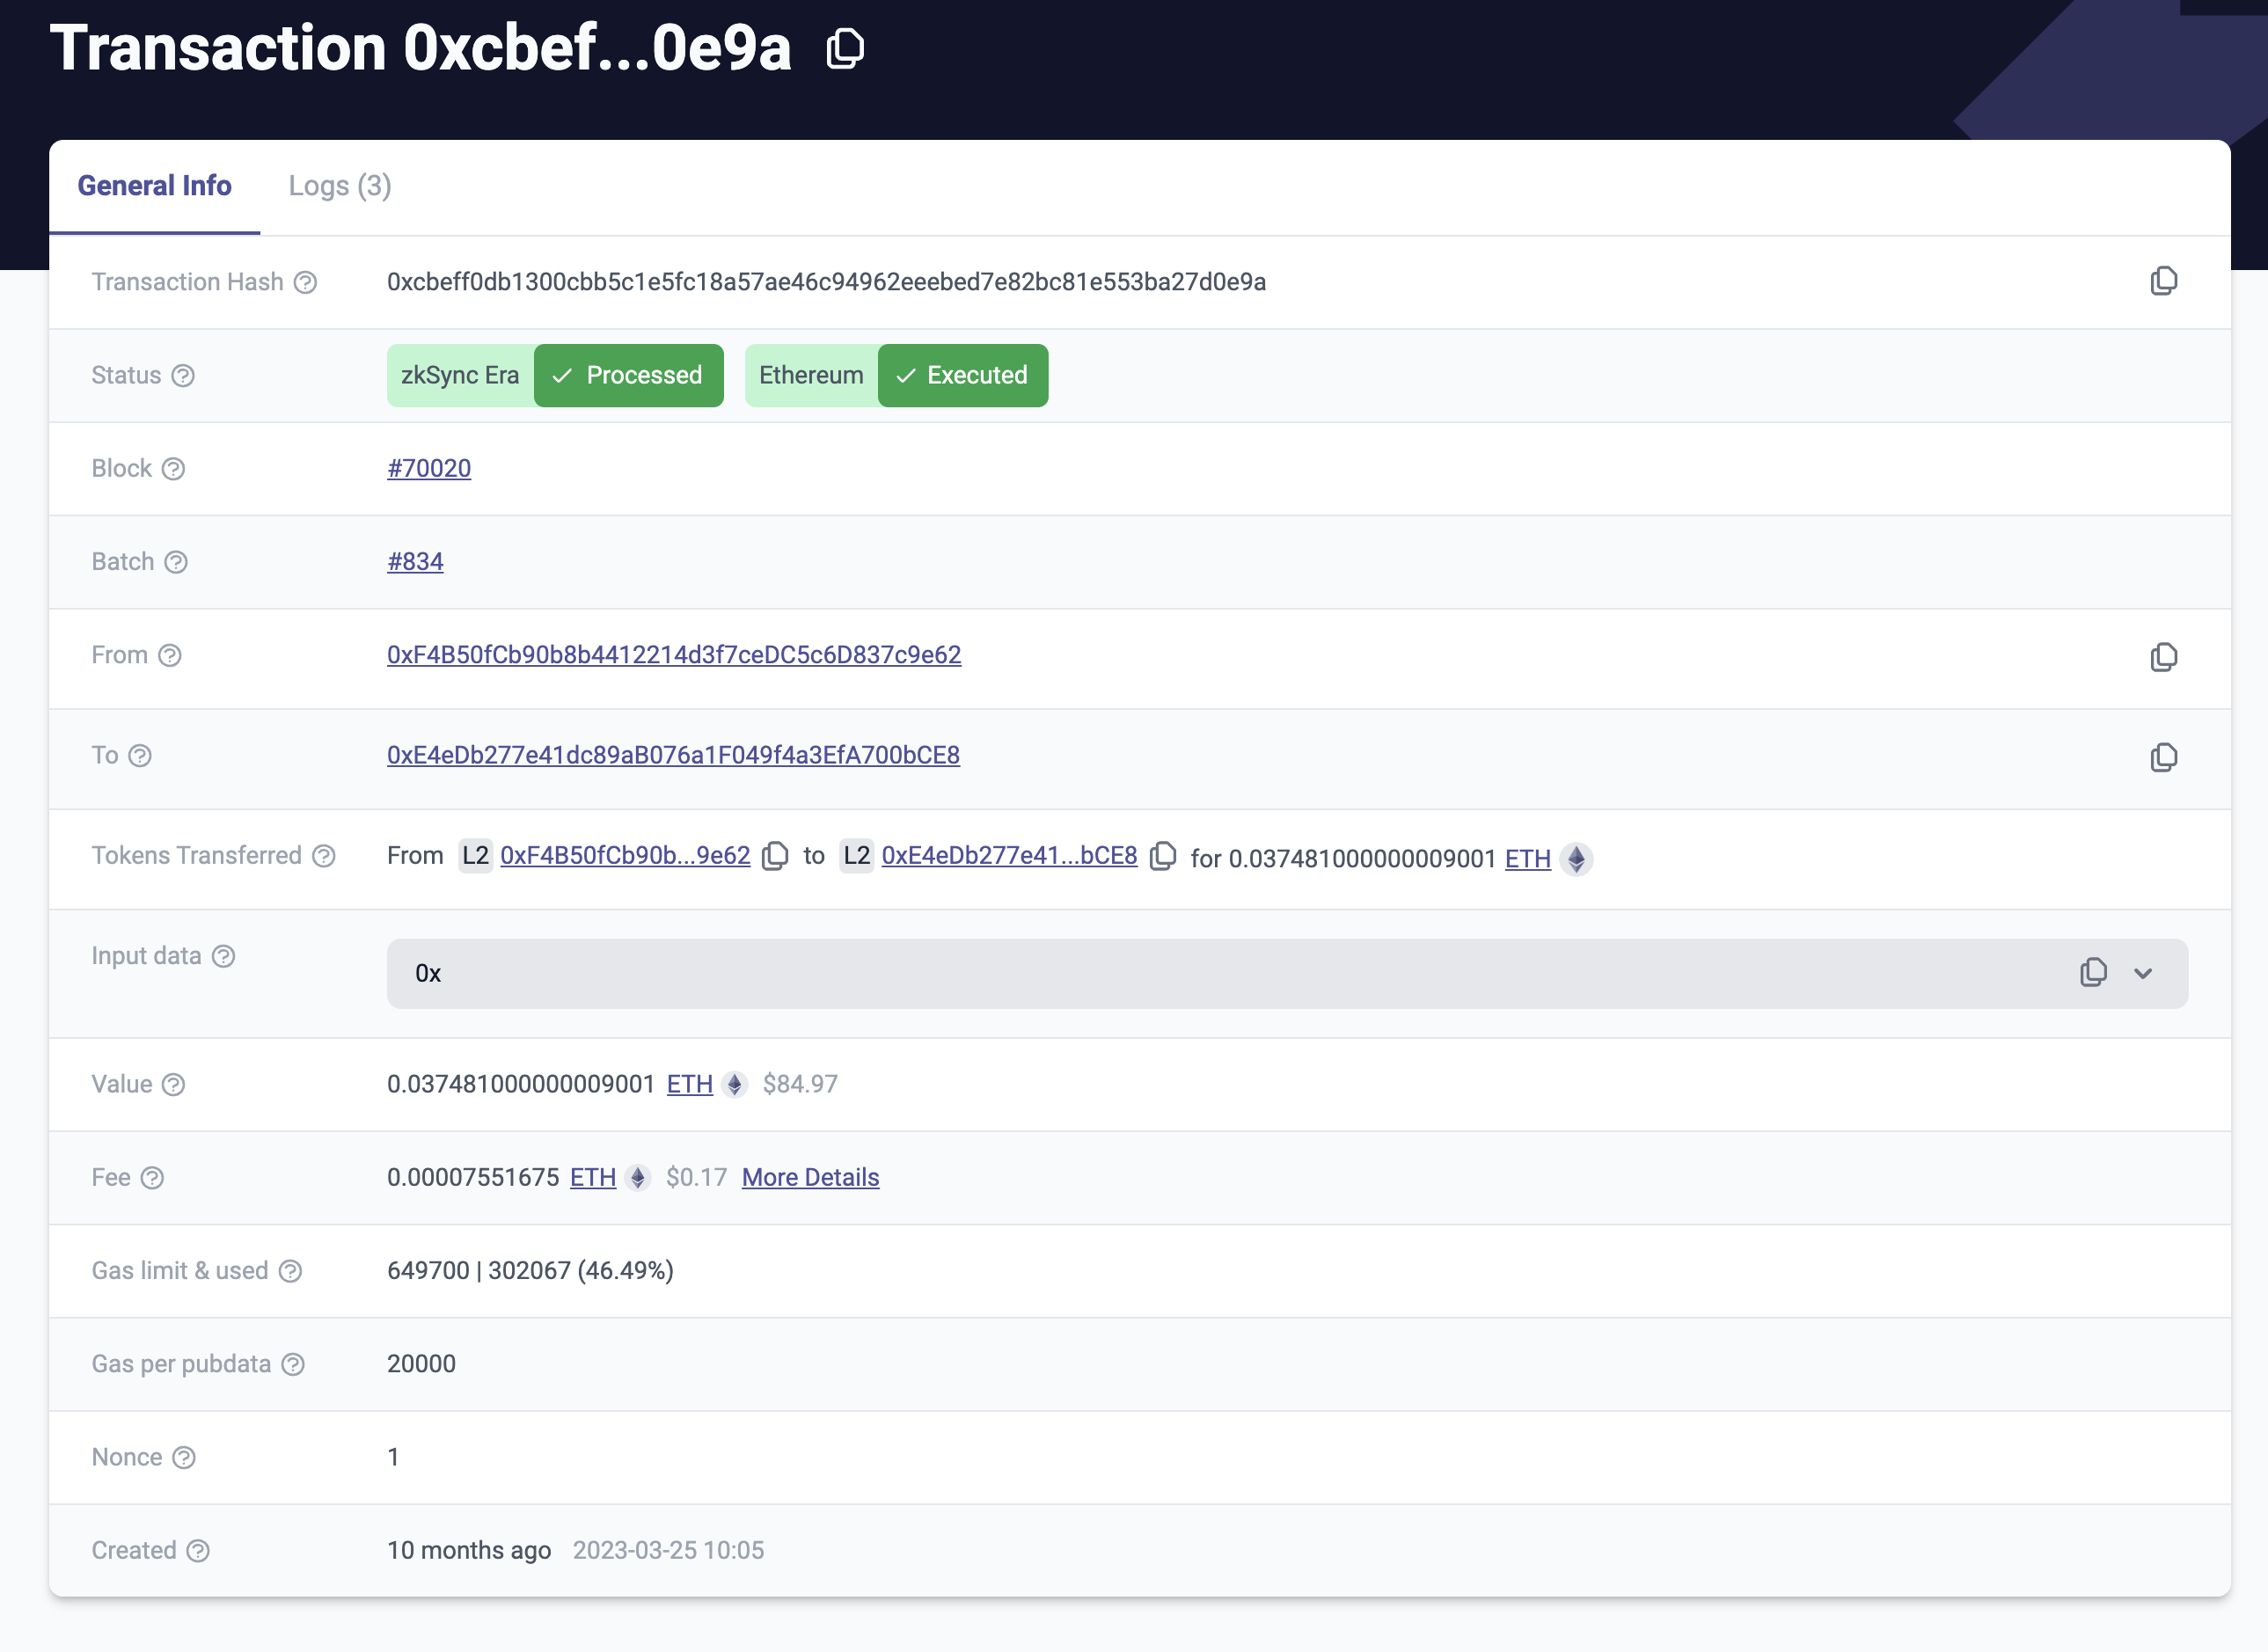 Transaction 0xcbef...0e9a
General Info Logs (3)
Transaction Hash 0xcbeff0db1300cbb5c1e5fc18a57ae46c94962eeebed7e82bc81e553ba27d0e9a
Status zkSync Era Processed Ethereum Executed
Block #70020
Batch #834
From 0xF4B50fCb90b8b4412214d3f7ceDC5c6D837c9e62
To 0xE4eDb277e41dc89aB076a1F049f4a3EfA700bCE8
Tokens Transferred From L2 0xF4B50fCb90b...9e62 to L2 0xE4eDb277e41...bCE8 for 0.037481000000009001 ETH
Input data 0x
Value 0.037481000000009001 ETH $84.97
Fee 0.00007551675 ETH $0.17 More Details
Gas limit & used 649700 | 302067 (46.49%)
Gas per pubdata 20000
Nonce 1
Created 10 months ago 2023-03-25 10:05